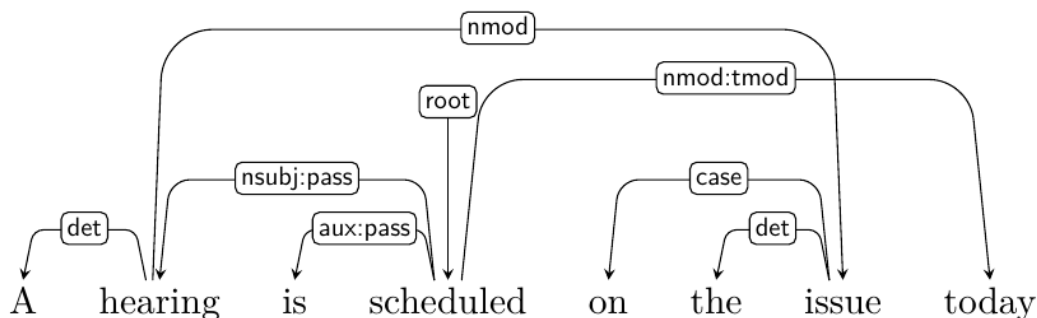 nmod
nmod:tmod
root
nsubj:pass case
det aux:pass det
A hearing is scheduled on the issue today